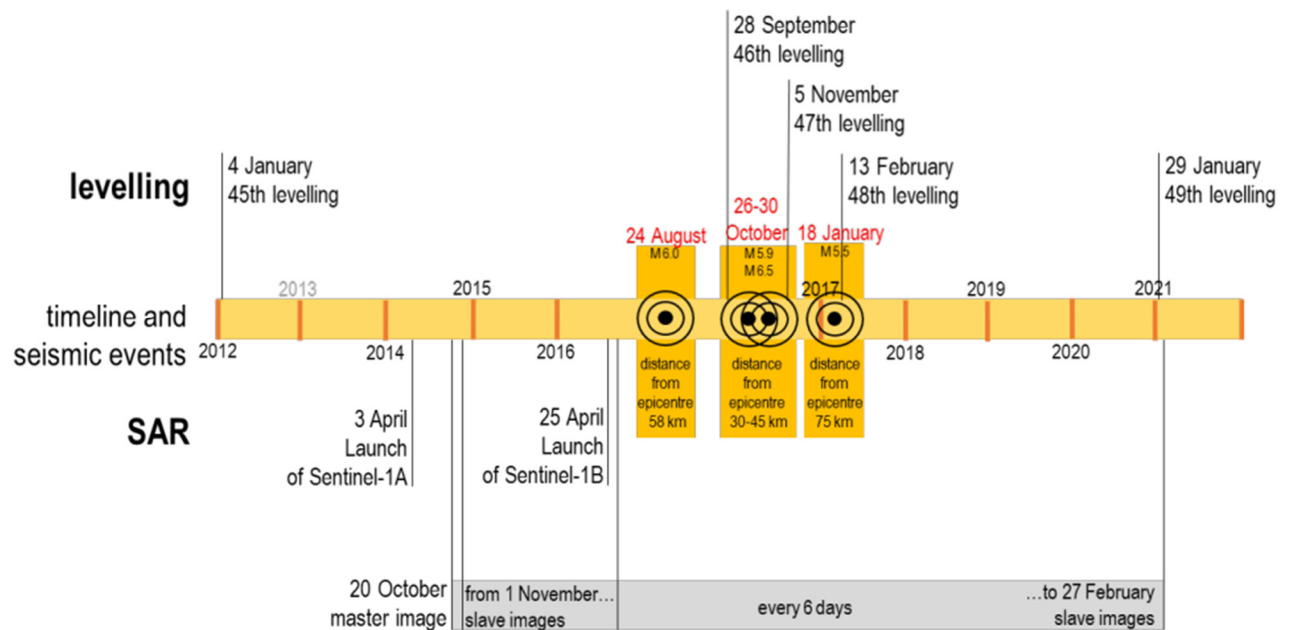 28 September
46th levelling
5 November
47th levelling
levelling
4 January
45th levelling
13 February
48th levelling
29 January
49th levelling
24 August
M 6.0
26-30
October
M 5.9
M 6.5
18 January
M 5.5
timeline and
seismic events
2012
2013
2014
2015
2016
2017
2018
2019
2020
2021
distance
from
epicentre
58 km
distance
from
epicentre
30-45 km
distance
from
epicentre
75 km
SAR
3 April
Launch
of Sentinel-1A
25 April
Launch
of Sentinel-1B
20 October
master image
from 1 November...
slave images
every 6 days
...to 27 February
slave images